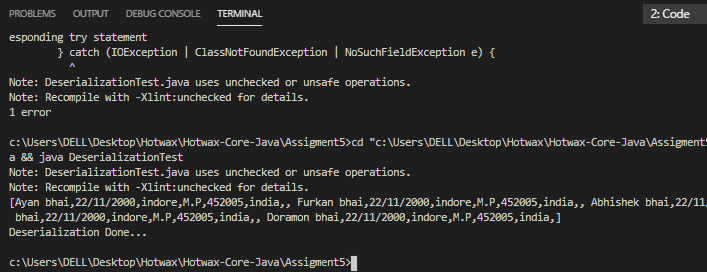 PROBLEMS OUTPUT DEBUG CONSOLE TERMINAL 2: Code
esponding try statement
} catch (IOException | ClassNotFoundException | NoSuchFieldException e) {
^
Note: DeserializationTest.java uses unchecked or unsafe operations.
Note: Recompile with -Xlint:unchecked for details.
1 error
c:\Users\DELL\Desktop\Hotwax\Hotwax-Core-Java\Assigment5>cd "c:\Users\DELL\Desktop\Hotwax\Hotwax-Core-Java\Assigment5
a && java DeserializationTest
Note: DeserializationTest.java uses unchecked or unsafe operations.
Note: Recompile with -Xlint:unchecked for details.
[Ayan bhai,22/11/2000,indore,M.P,452005,india,, Furkan bhai,22/11/2000,indore,M.P,452005,india,, Abhishek bhai,22/11/
bhai,22/11/2000,indore,M.P,452005,india,, Doramon bhai,22/11/2000,indore,M.P,452005,india,]
Deserialization Done...
c:\Users\DELL\Desktop\Hotwax\Hotwax-Core-Java\Assigment5>